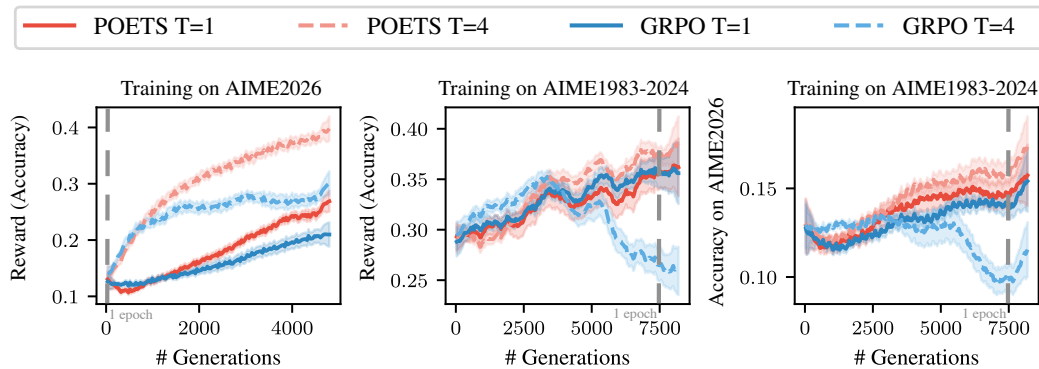 POETS T=1 POETS T=4 GRPO T=1 GRPO T=4
Training on AIME2026
Reward (Accuracy)
0.4
0.3
0.2
0.1
1 epoch
0 2000 4000
# Generations
Training on AIME1983-2024
Reward (Accuracy)
0.40
0.35
0.30
0.25
1 epoch
0 2500 5000 7500
# Generations
Training on AIME1983-2024
Accuracy on AIME2026
0.15
0.10
1 epoch
0 2500 5000 7500
# Generations